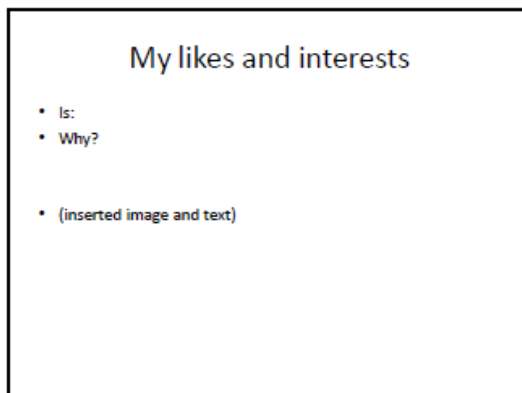 My likes and interests
• Is:
• Why?
• (inserted image and text)